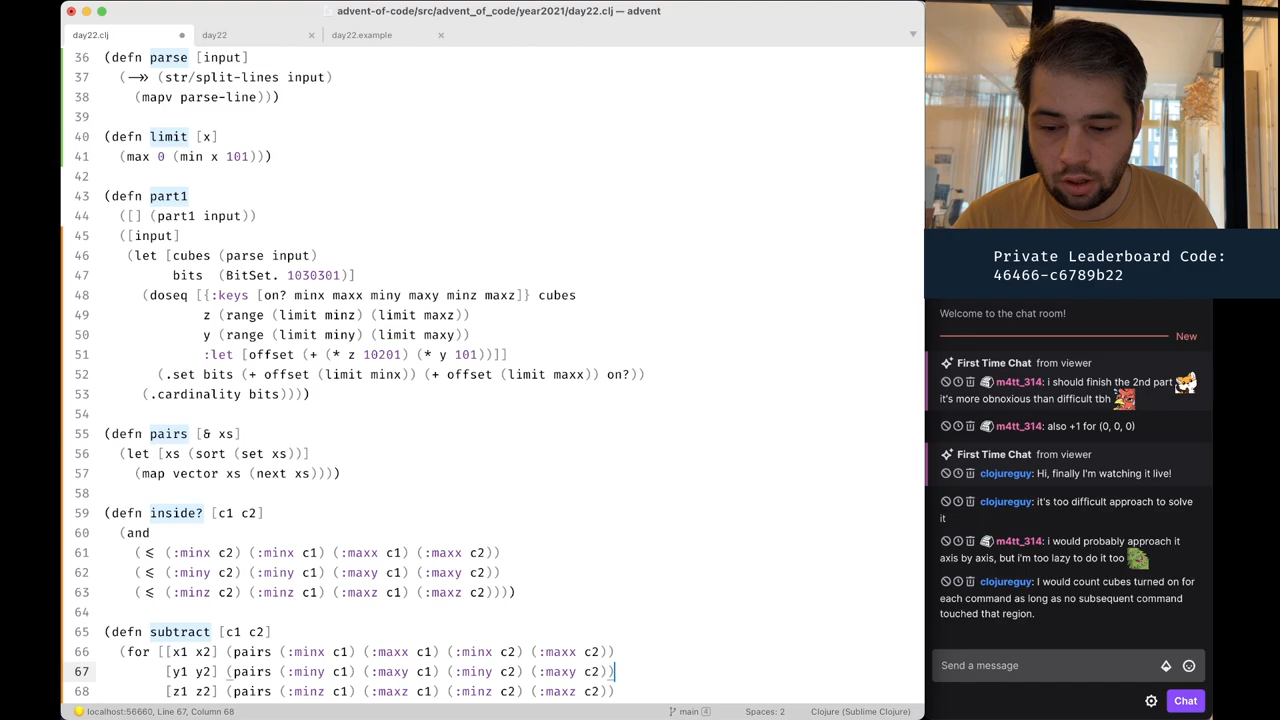 advent-of-code/src/advent_of_code/year2021/day22.clj — advent
day22.clj
day22
day22.example
36 (defn parse [input]
37   (->> (str/split-lines input)
38     (mapv parse-line)))
39
40 (defn limit [x]
41   (max 0 (min x 101)))
42
43 (defn part1
44   ([] (part1 input))
45   ([input]
46    (let [cubes (parse input)
47          bits  (BitSet. 1030301)]
48      (doseq [{:keys [on? minx maxx miny maxy minz maxz]} cubes
49              z (range (limit minz) (limit maxz))
50              y (range (limit miny) (limit maxy))
51              :let [offset (+ (* z 10201) (* y 101))]]
52        (.set bits (+ offset (limit minx)) (+ offset (limit maxx)) on?))
53      (.cardinality bits))))
54
55 (defn pairs [& xs]
56   (let [xs (sort (set xs))]
57     (map vector xs (next xs))))
58
59 (defn inside? [c1 c2]
60   (and
61     (<= (:minx c2) (:minx c1) (:maxx c1) (:maxx c2))
62     (<= (:miny c2) (:miny c1) (:maxy c1) (:maxy c2))
63     (<= (:minz c2) (:minz c1) (:maxz c1) (:maxz c2))))
64
65 (defn subtract [c1 c2]
66   (for [[x1 x2] (pairs (:minx c1) (:maxx c1) (:minx c2) (:maxx c2))
67         [y1 y2] (pairs (:miny c1) (:maxy c1) (:miny c2) (:maxy c2))
68         [z1 z2] (pairs (:minz c1) (:maxz c1) (:minz c2) (:maxz c2))
localhost:56660, Line 67, Column 68
main 4
Spaces: 2
Clojure (Sublime Clojure)
Private Leaderboard Code:
46466-c6789b22
Welcome to the chat room!
New
First Time Chat from viewer
m4tt_314: i should finish the 2nd part
it's more obnoxious than difficult tbh
m4tt_314: also +1 for (0, 0, 0)
First Time Chat from viewer
clojureguy: Hi, finally I'm watching it live!
clojureguy: it's too difficult approach to solve
it
m4tt_314: i would probably approach it
axis by axis, but i'm too lazy to do it too
clojureguy: I would count cubes turned on for
each command as long as no subsequent command
touched that region.
Send a message
Chat